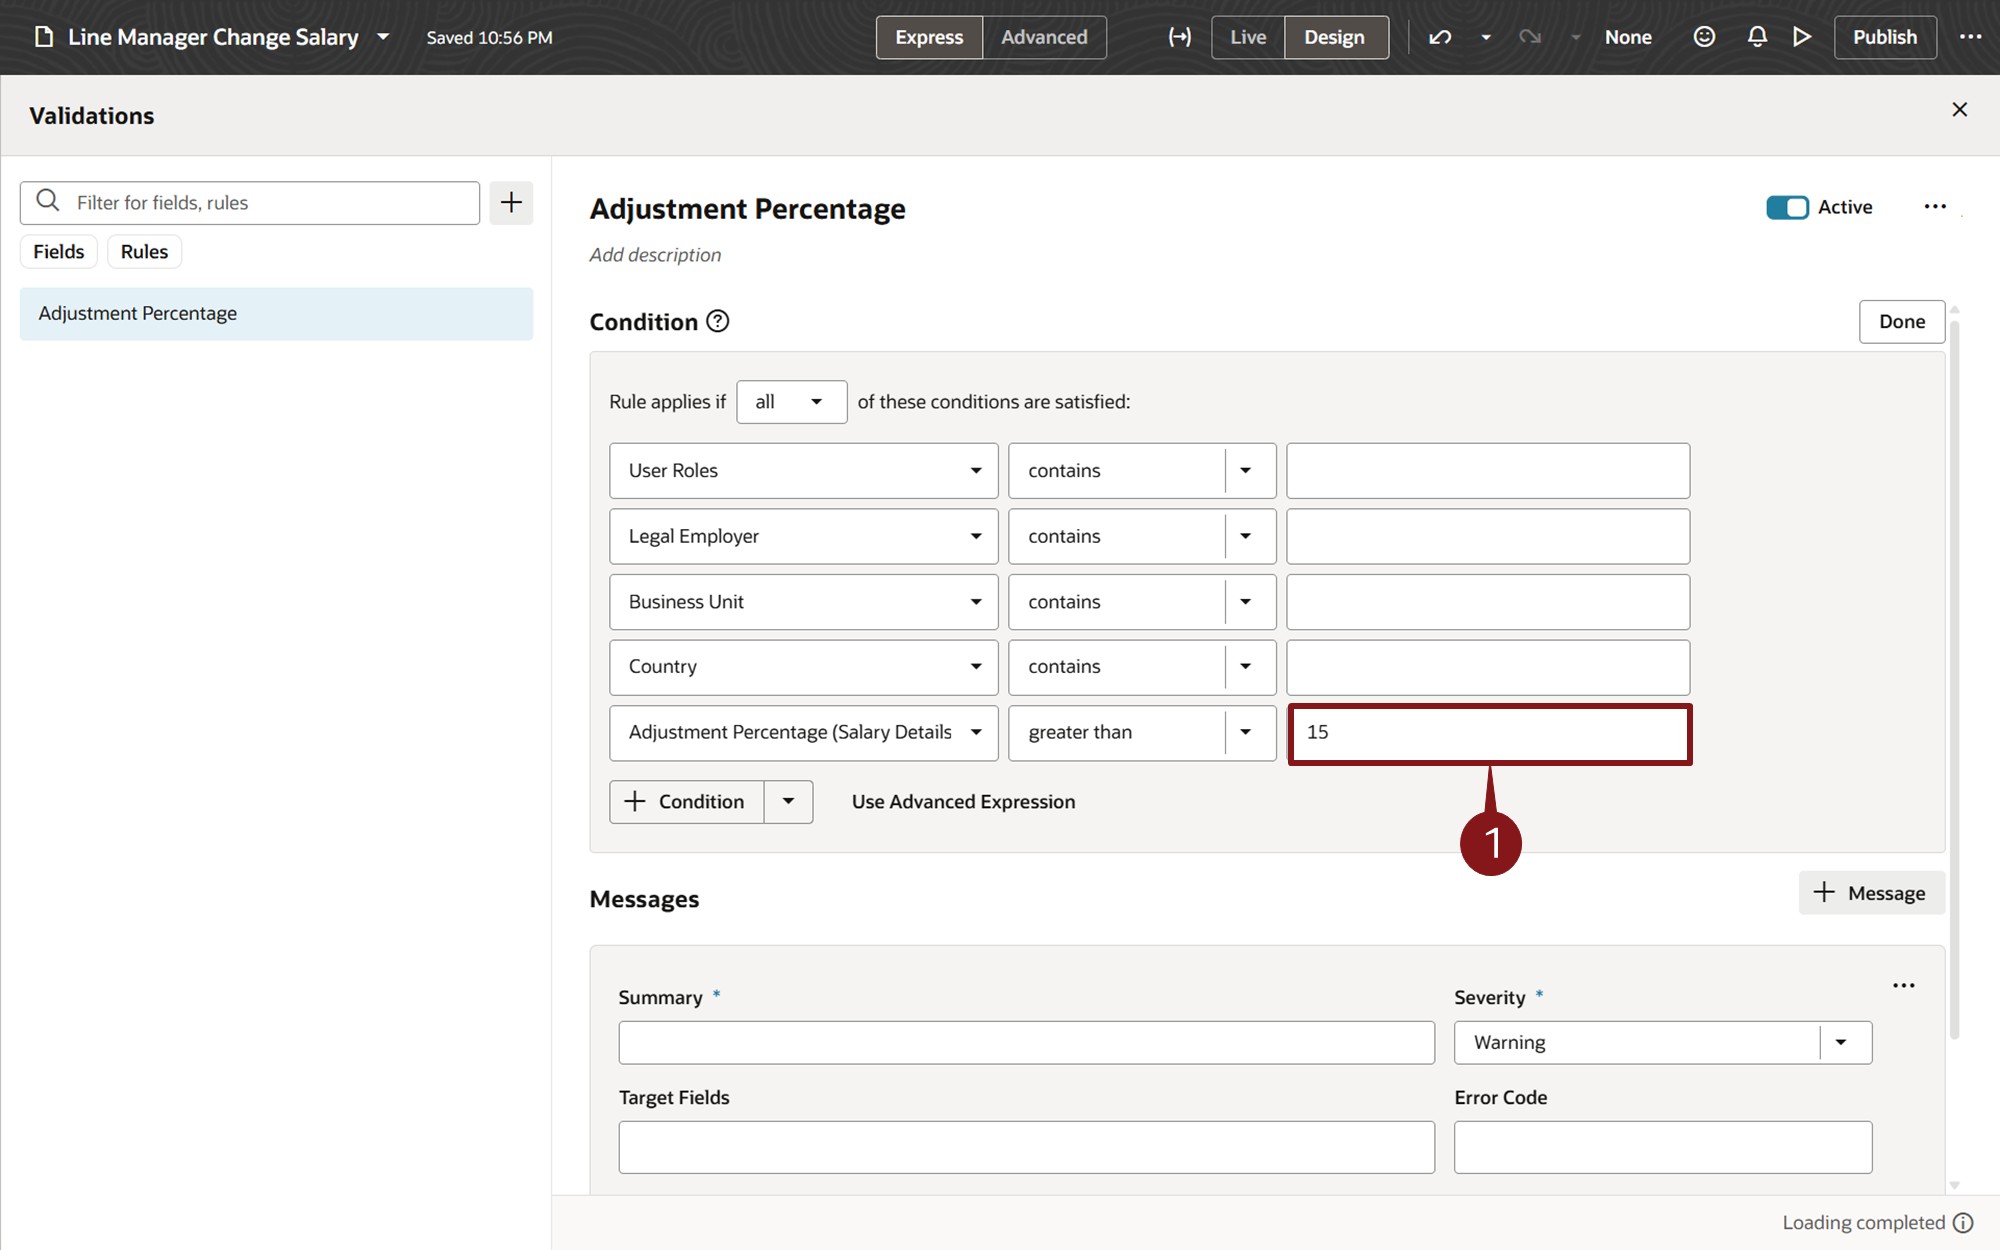 Line Manager Change Salary Saved 10:56 PM Express Advanced Live Design None Publish
Validations
Filter for fields, rules
Fields Rules
Adjustment Percentage
Adjustment Percentage Active
Add description
Condition Done
Rule applies if all of these conditions are satisfied:
User Roles contains
Legal Employer contains
Business Unit contains
Country contains
Adjustment Percentage (Salary Details greater than 15
Condition Use Advanced Expression
1
Messages Message
Summary * Severity *
Warning
Target Fields Error Code
Loading completed